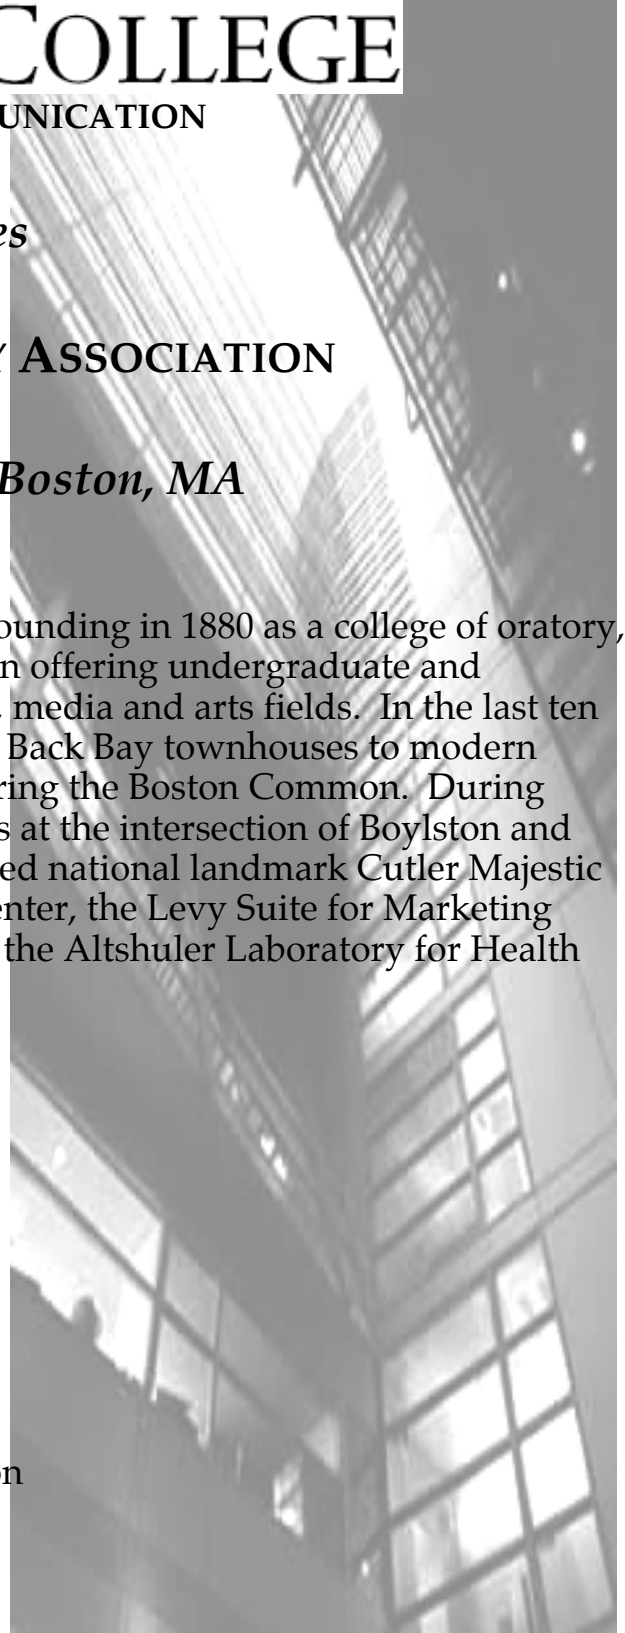 COLLEGE
UNICATION
es
ASSOCIATION
Boston, MA
ounding in 1880 as a college of oratory,
n offering undergraduate and
, media and arts fields.  In the last ten
Back Bay townhouses to modern
ring the Boston Common.  During
s at the intersection of Boylston and
ed national landmark Cutler Majestic
enter, the Levy Suite for Marketing
the Altshuler Laboratory for Health
on